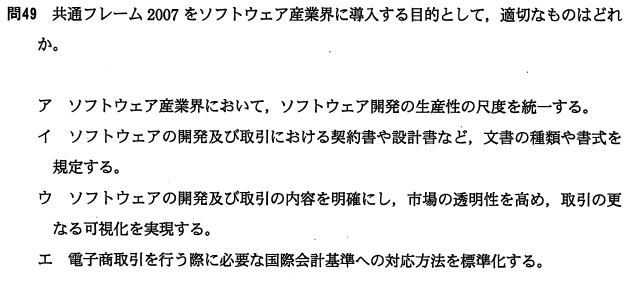 問49 共通フレーム 2007 をソフトウェア産業界に導入する目的として，適切なものはどれ
か。
ア ソフトウェア産業界において，ソフトウェア開発の生産性の尺度を統一する。
イ ソフトウェアの開発及び取引における契約書や設計書など，文書の種類や書式を
規定する。
ウ ソフトウェアの開発及び取引の内容を明確にし，市場の透明性を高め，取引の更
なる可視化を実現する。
エ 電子商取引を行う際に必要な国際会計基準への対応方法を標準化する。